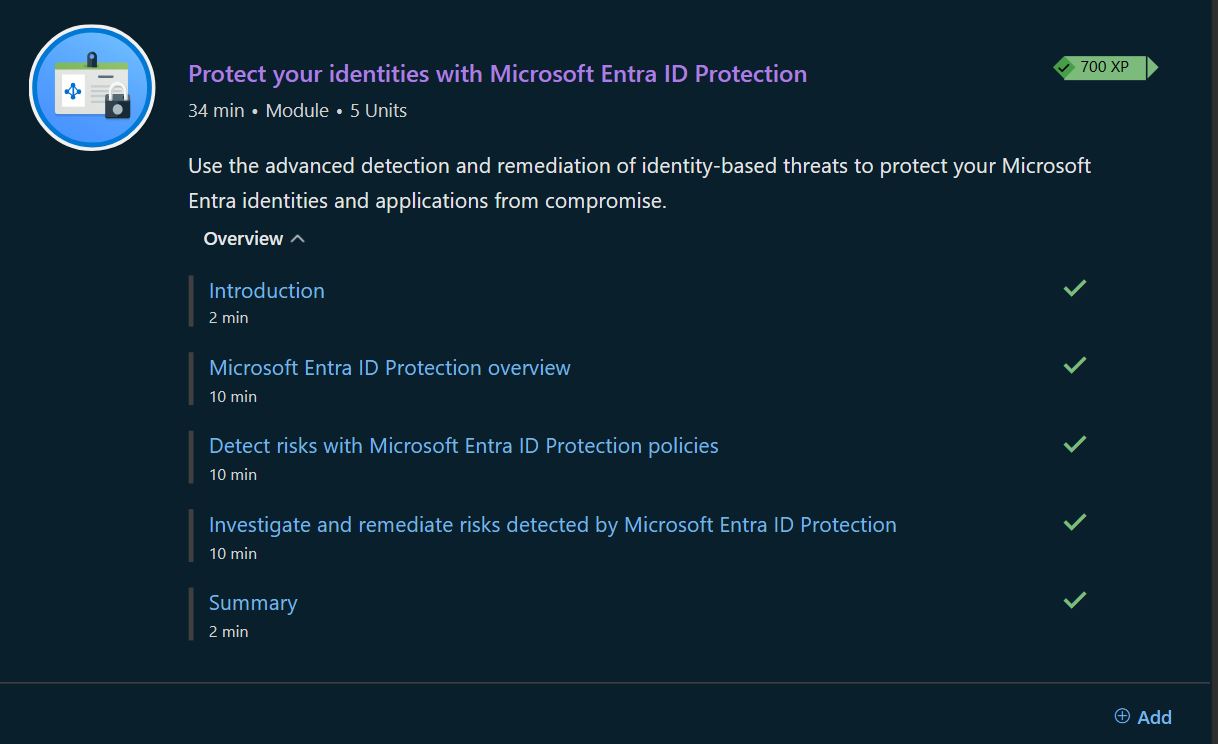 Protect your identities with Microsoft Entra ID Protection
700 XP
34 min • Module • 5 Units
Use the advanced detection and remediation of identity-based threats to protect your Microsoft
Entra identities and applications from compromise.
Overview
Introduction
2 min
Microsoft Entra ID Protection overview
10 min
Detect risks with Microsoft Entra ID Protection policies
10 min
Investigate and remediate risks detected by Microsoft Entra ID Protection
10 min
Summary
2 min
Add